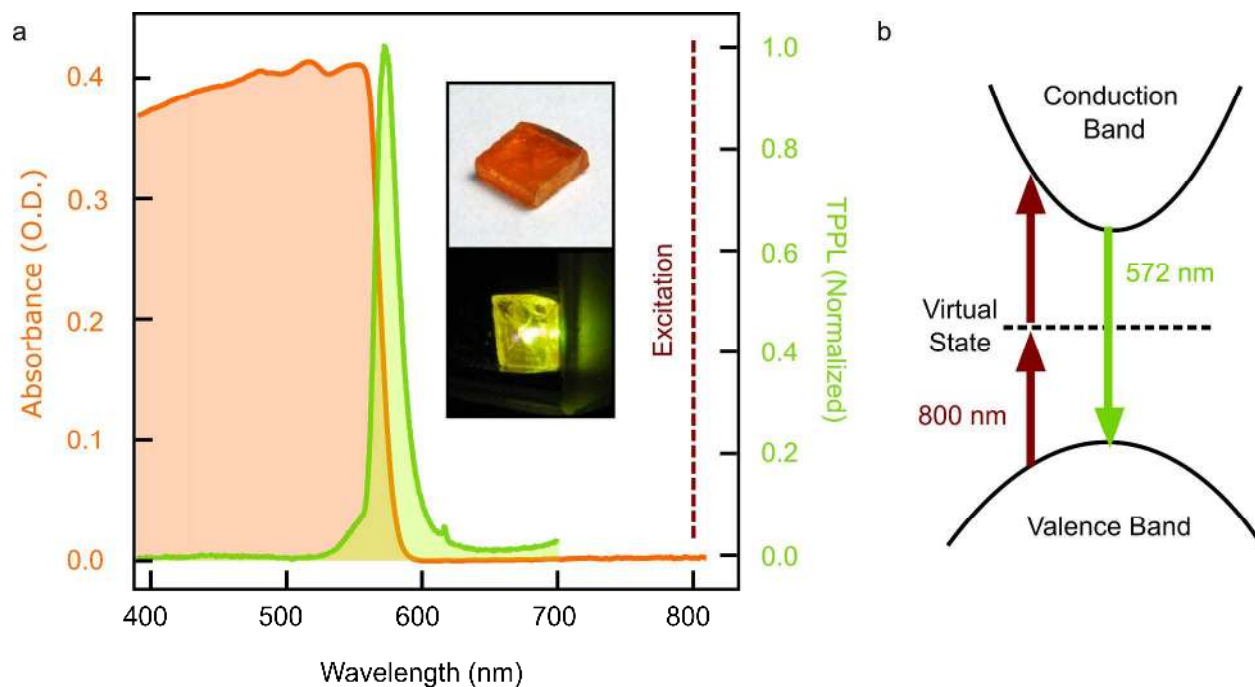 a
Absorbance (O.D.)
0.4
0.3
0.2
0.1
0.0
400
500
600
700
800
Wavelength (nm)
Excitation
1.0
0.8
0.6
0.4
0.2
0.0
TPPL (Normalized)
b
Conduction
Band
572 nm
Virtual
State
800 nm
Valence Band